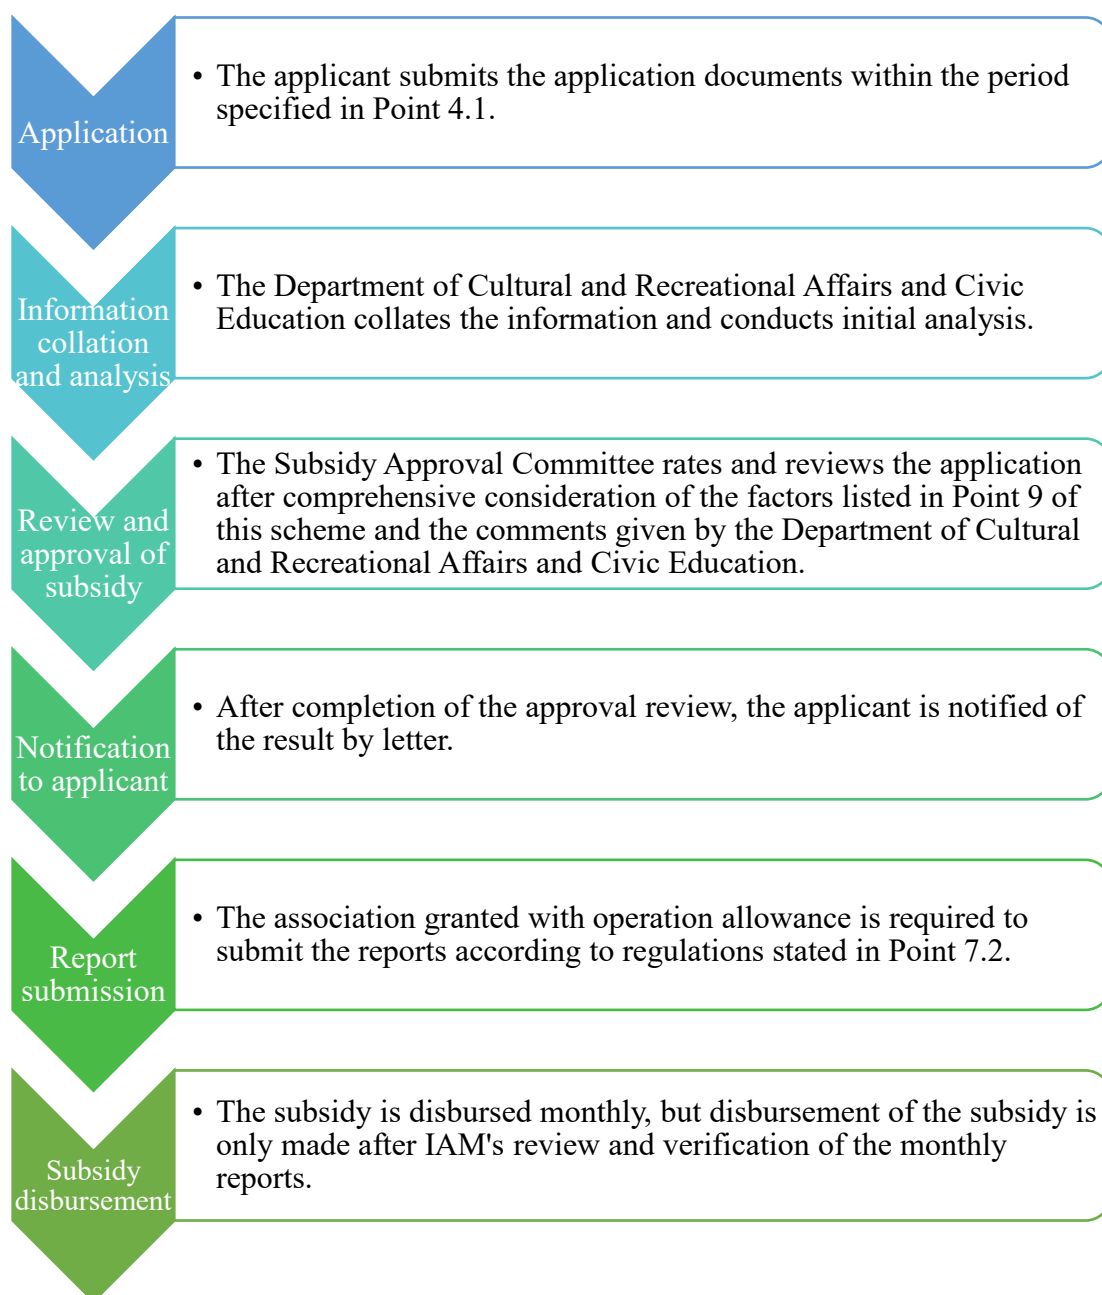 Application
• The applicant submits the application documents within the period
specified in Point 4.1.
Information
collation
and analysis
• The Department of Cultural and Recreational Affairs and Civic
Education collates the information and conducts initial analysis.
Review and
approval of
subsidy
• The Subsidy Approval Committee rates and reviews the application
after comprehensive consideration of the factors listed in Point 9 of
this scheme and the comments given by the Department of Cultural
and Recreational Affairs and Civic Education.
Notification
to applicant
• After completion of the approval review, the applicant is notified of
the result by letter.
Report
submission
• The association granted with operation allowance is required to
submit the reports according to regulations stated in Point 7.2.
Subsidy
disbursement
• The subsidy is disbursed monthly, but disbursement of the subsidy is
only made after IAM's review and verification of the monthly
reports.